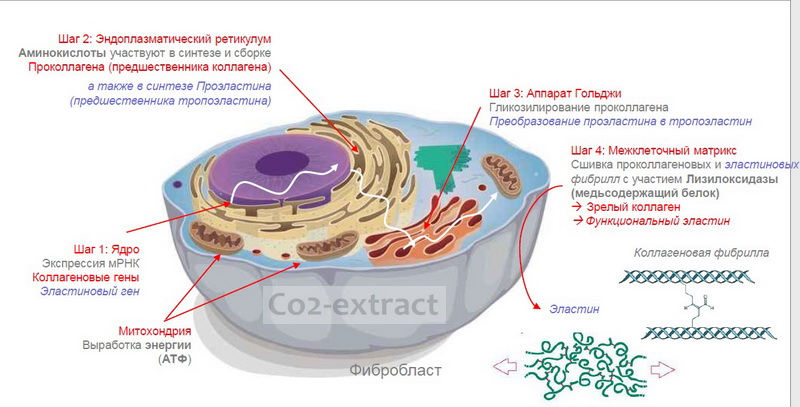 Шаг 2: Эндоплазматический ретикулум
Аминокислоты участвуют в синтезе и сборке
Проколлагена (предшественника коллагена)
а также в синтезе Проэластина
(предшественника тропоэластина)
Шаг 3: Аппарат Гольджи
Гликозилирование проколлагена
Преобразование проэластина в тропоэластин
Шаг 4: Межклеточный матрикс
Сшивка проколлагеновых и эластиновых
фибрилл с участием Лизилоксидазы
(медьсодержащий белок)
→ Зрелый коллаген
→ Функциональный эластин
Шаг 1: Ядро
Экспрессия мРНК
Коллагеновые гены
Эластиновый ген
Митохондрия
Выработка энергии
(АТФ)
Co2-extract
Фибробласт
Эластин
Коллагеновая фибрилла